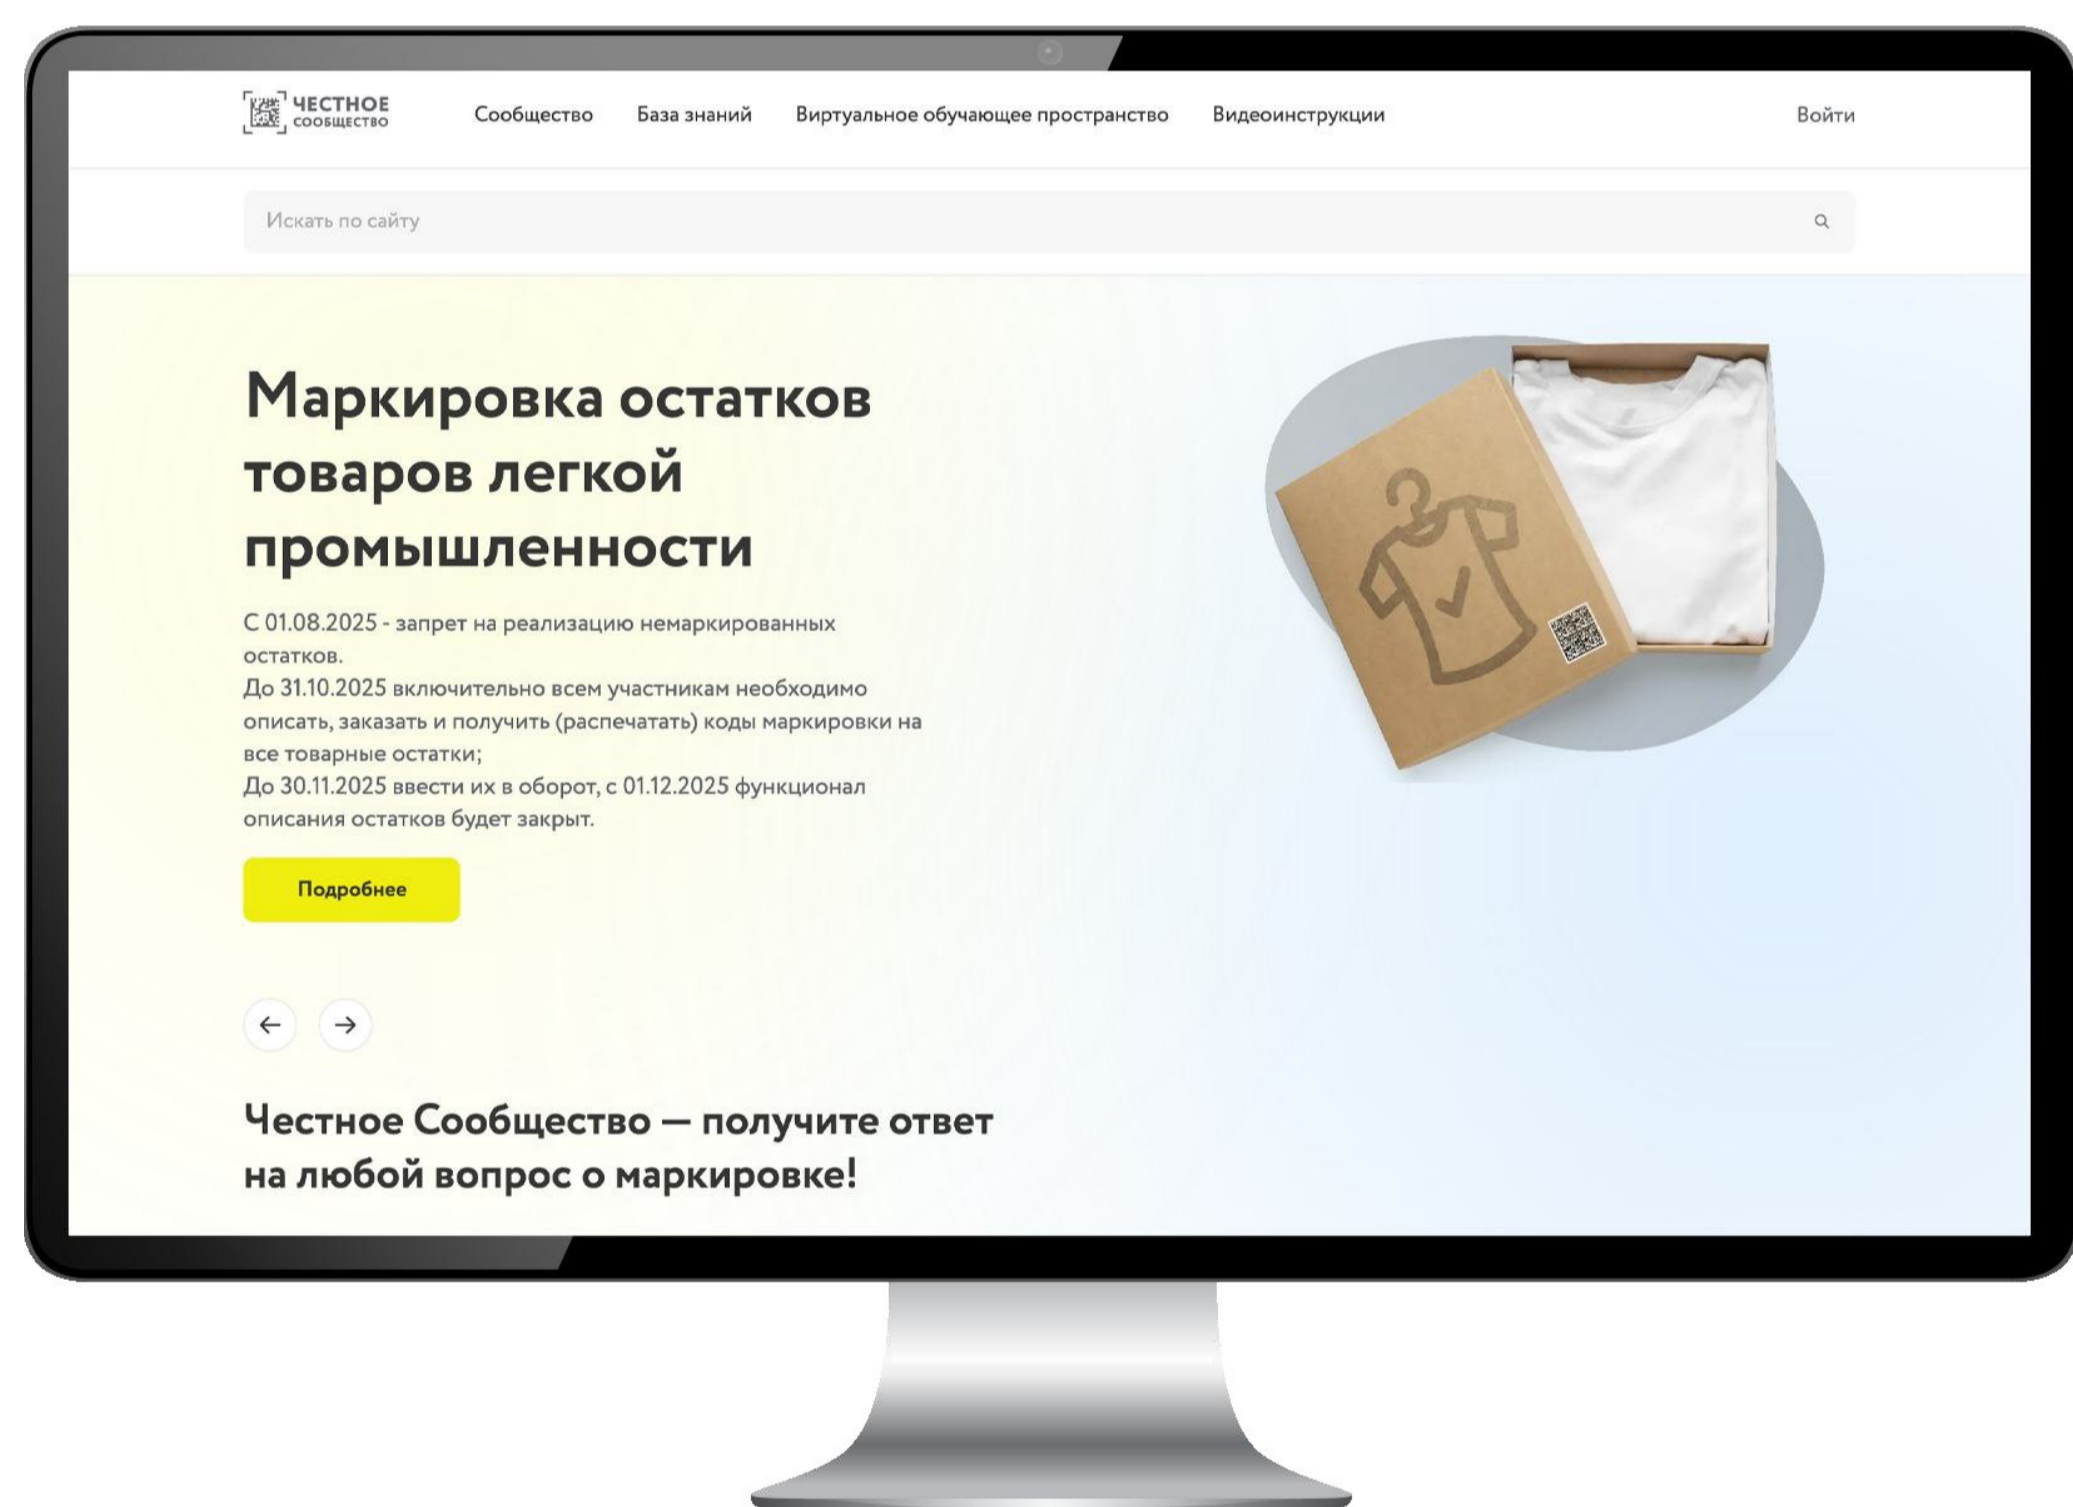 ЧЕСТНОЕ
СООБЩЕСТВО
Сообщество
База знаний
Виртуальное обучающее пространство
Видеоинструкции
Войти
Искать по сайту
Маркировка остатков
товаров легкой
промышленности
С 01.08.2025 - запрет на реализацию немаркированных
остатков.
До 31.10.2025 включительно всем участникам необходимо
описать, заказать и получить (распечатать) коды маркировки на
все товарные остатки;
До 30.11.2025 ввести их в оборот, с 01.12.2025 функционал
описания остатков будет закрыт.
Подробнее
Честное Сообщество — получите ответ
на любой вопрос о маркировке!